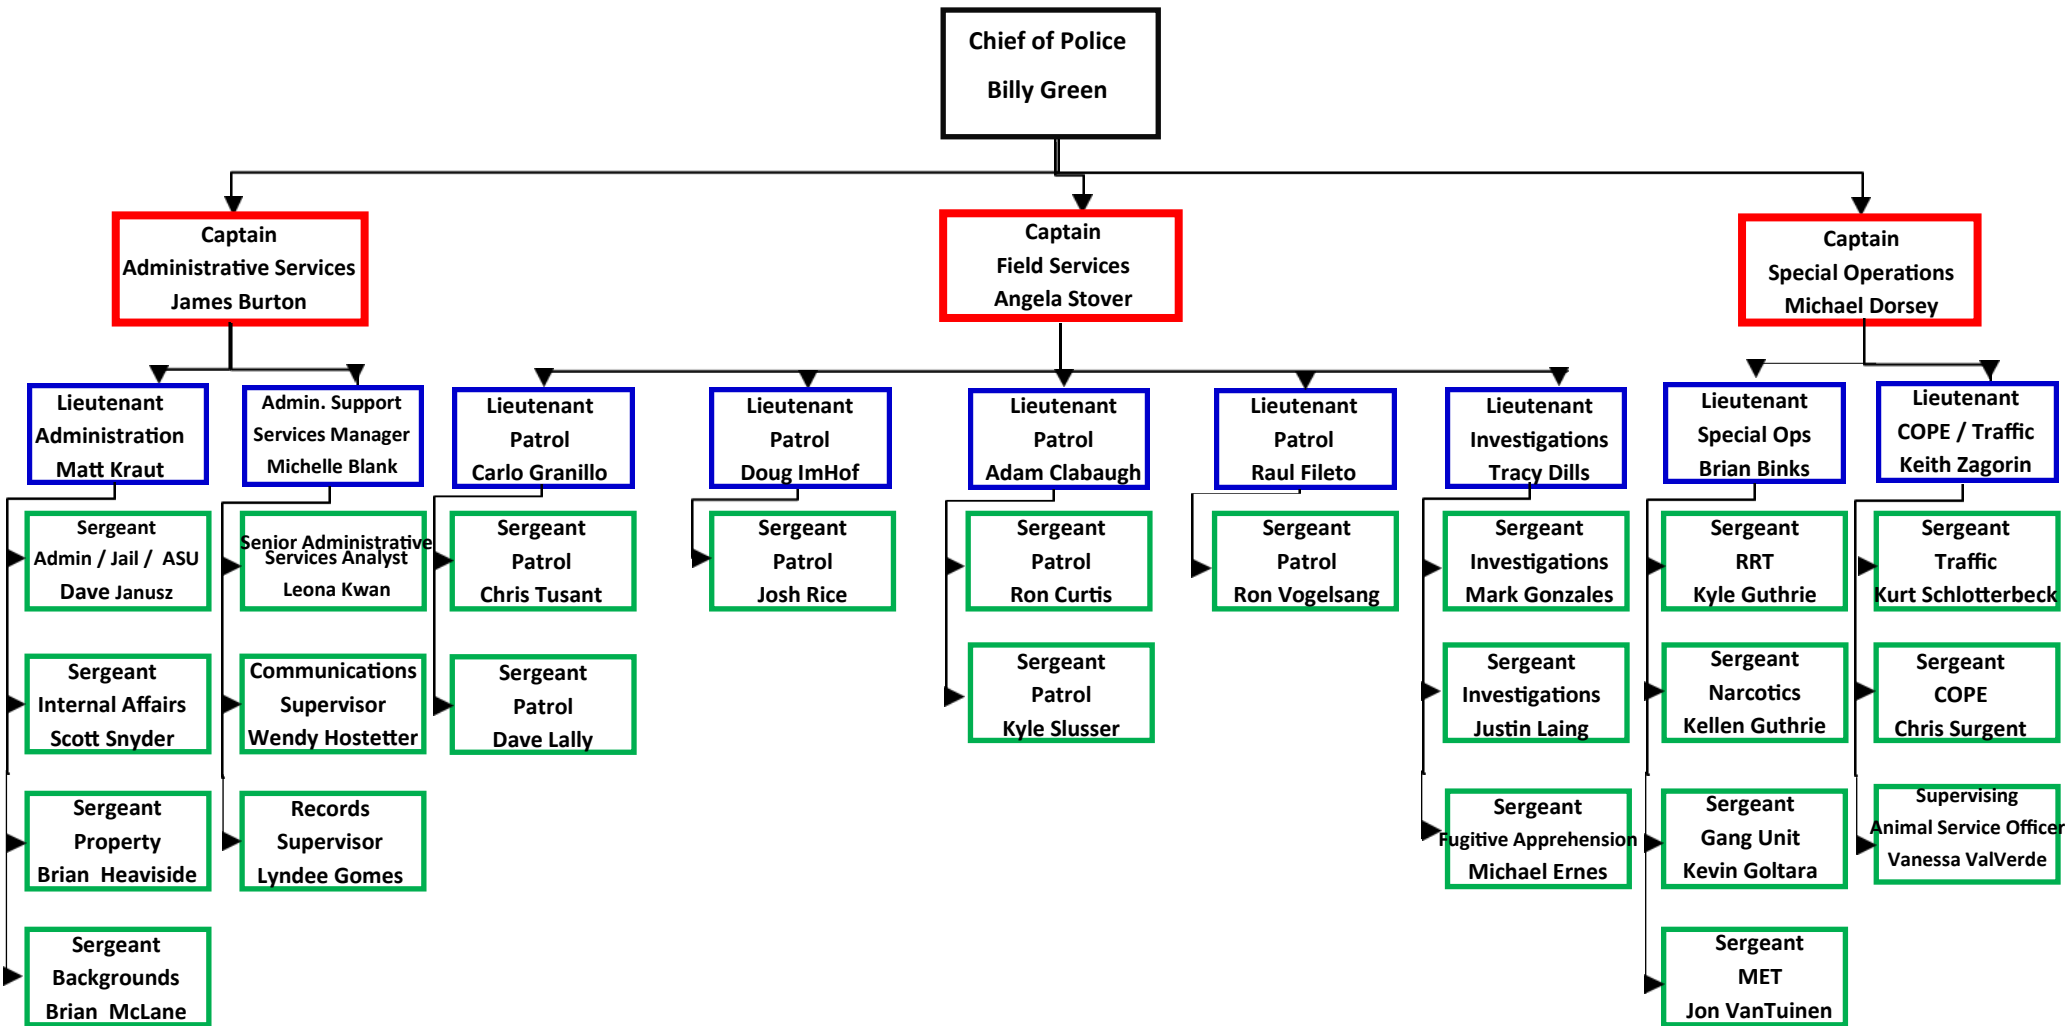 Chief of Police
Billy Green
Captain
Administrative Services
James Burton
Captain
Field Services
Angela Stover
Captain
Special Operations
Michael Dorsey
Lieutenant
Administration
Matt Kraut
Admin. Support
Services Manager
Michelle Blank
Lieutenant
Patrol
Carlo Granillo
Lieutenant
Patrol
Doug ImHof
Lieutenant
Patrol
Adam Clabaugh
Lieutenant
Patrol
Raul Fileto
Lieutenant
Investigations
Tracy Dills
Lieutenant
Special Ops
Brian Binks
Lieutenant
COPE / Traffic
Keith Zagorin
Sergeant
Admin / Jail / ASU
Dave Janusz
Senior Administrative
Services Analyst
Leona Kwan
Sergeant
Patrol
Chris Tusant
Sergeant
Patrol
Josh Rice
Sergeant
Patrol
Ron Curtis
Sergeant
Patrol
Ron Vogelsang
Sergeant
Investigations
Mark Gonzales
Sergeant
RRT
Kyle Guthrie
Sergeant
Traffic
Kurt Schlotterbeck
Sergeant
Internal Affairs
Scott Snyder
Communications
Supervisor
Wendy Hostetter
Sergeant
Patrol
Dave Lally
Sergeant
Patrol
Kyle Slusser
Sergeant
Investigations
Justin Laing
Sergeant
Narcotics
Kellen Guthrie
Sergeant
COPE
Chris Surgent
Sergeant
Property
Brian Heaviside
Records
Supervisor
Lyndee Gomes
Sergeant
Fugitive Apprehension
Michael Ernes
Sergeant
Gang Unit
Kevin Goltara
Supervising
Animal Service Officer
Vanessa ValVerde
Sergeant
Backgrounds
Brian McLane
Sergeant
MET
Jon VanTuinen